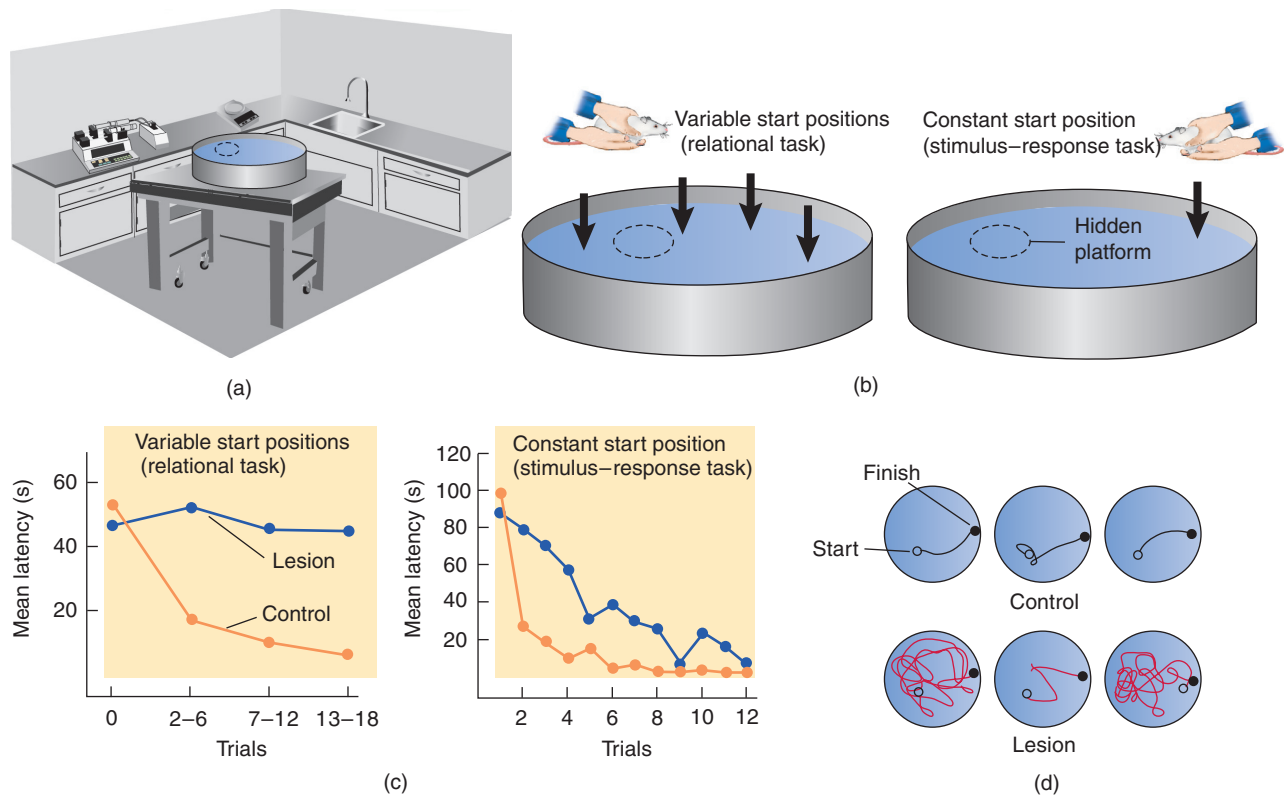 (a)
Variable start positions
(relational task)
Constant start position
(stimulus–response task)
Hidden
platform
(b)
Variable start positions
(relational task)
Mean latency (s)
60
40
20
Lesion
Control
0
2–6
7–12
13–18
Trials
Constant start position
(stimulus–response task)
Mean latency (s)
120
100
80
60
40
20
2
4
6
8
10
12
Trials
(c)
Finish
Start
Control
Lesion
(d)